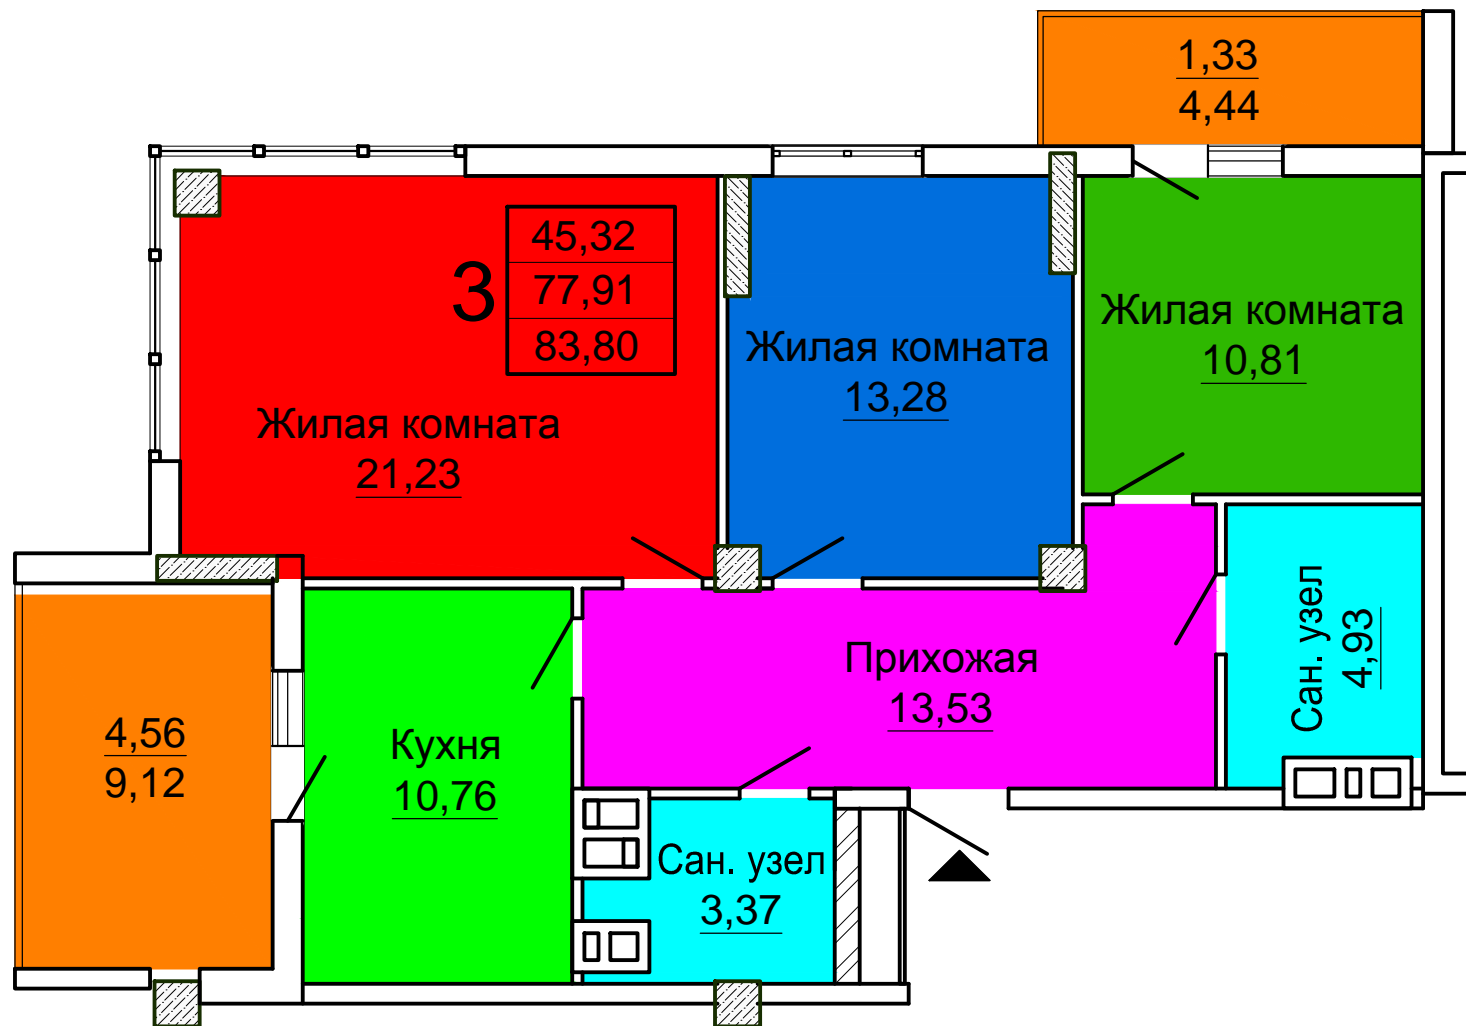 1,33
4,44
3
45,32
77,91
83,80
Жилая комната
21,23
Жилая комната
13,28
Жилая комната
10,81
Прихожая
13,53
Сан. узел
4,93
4,56
9,12
Кухня
10,76
Сан. узел
3,37